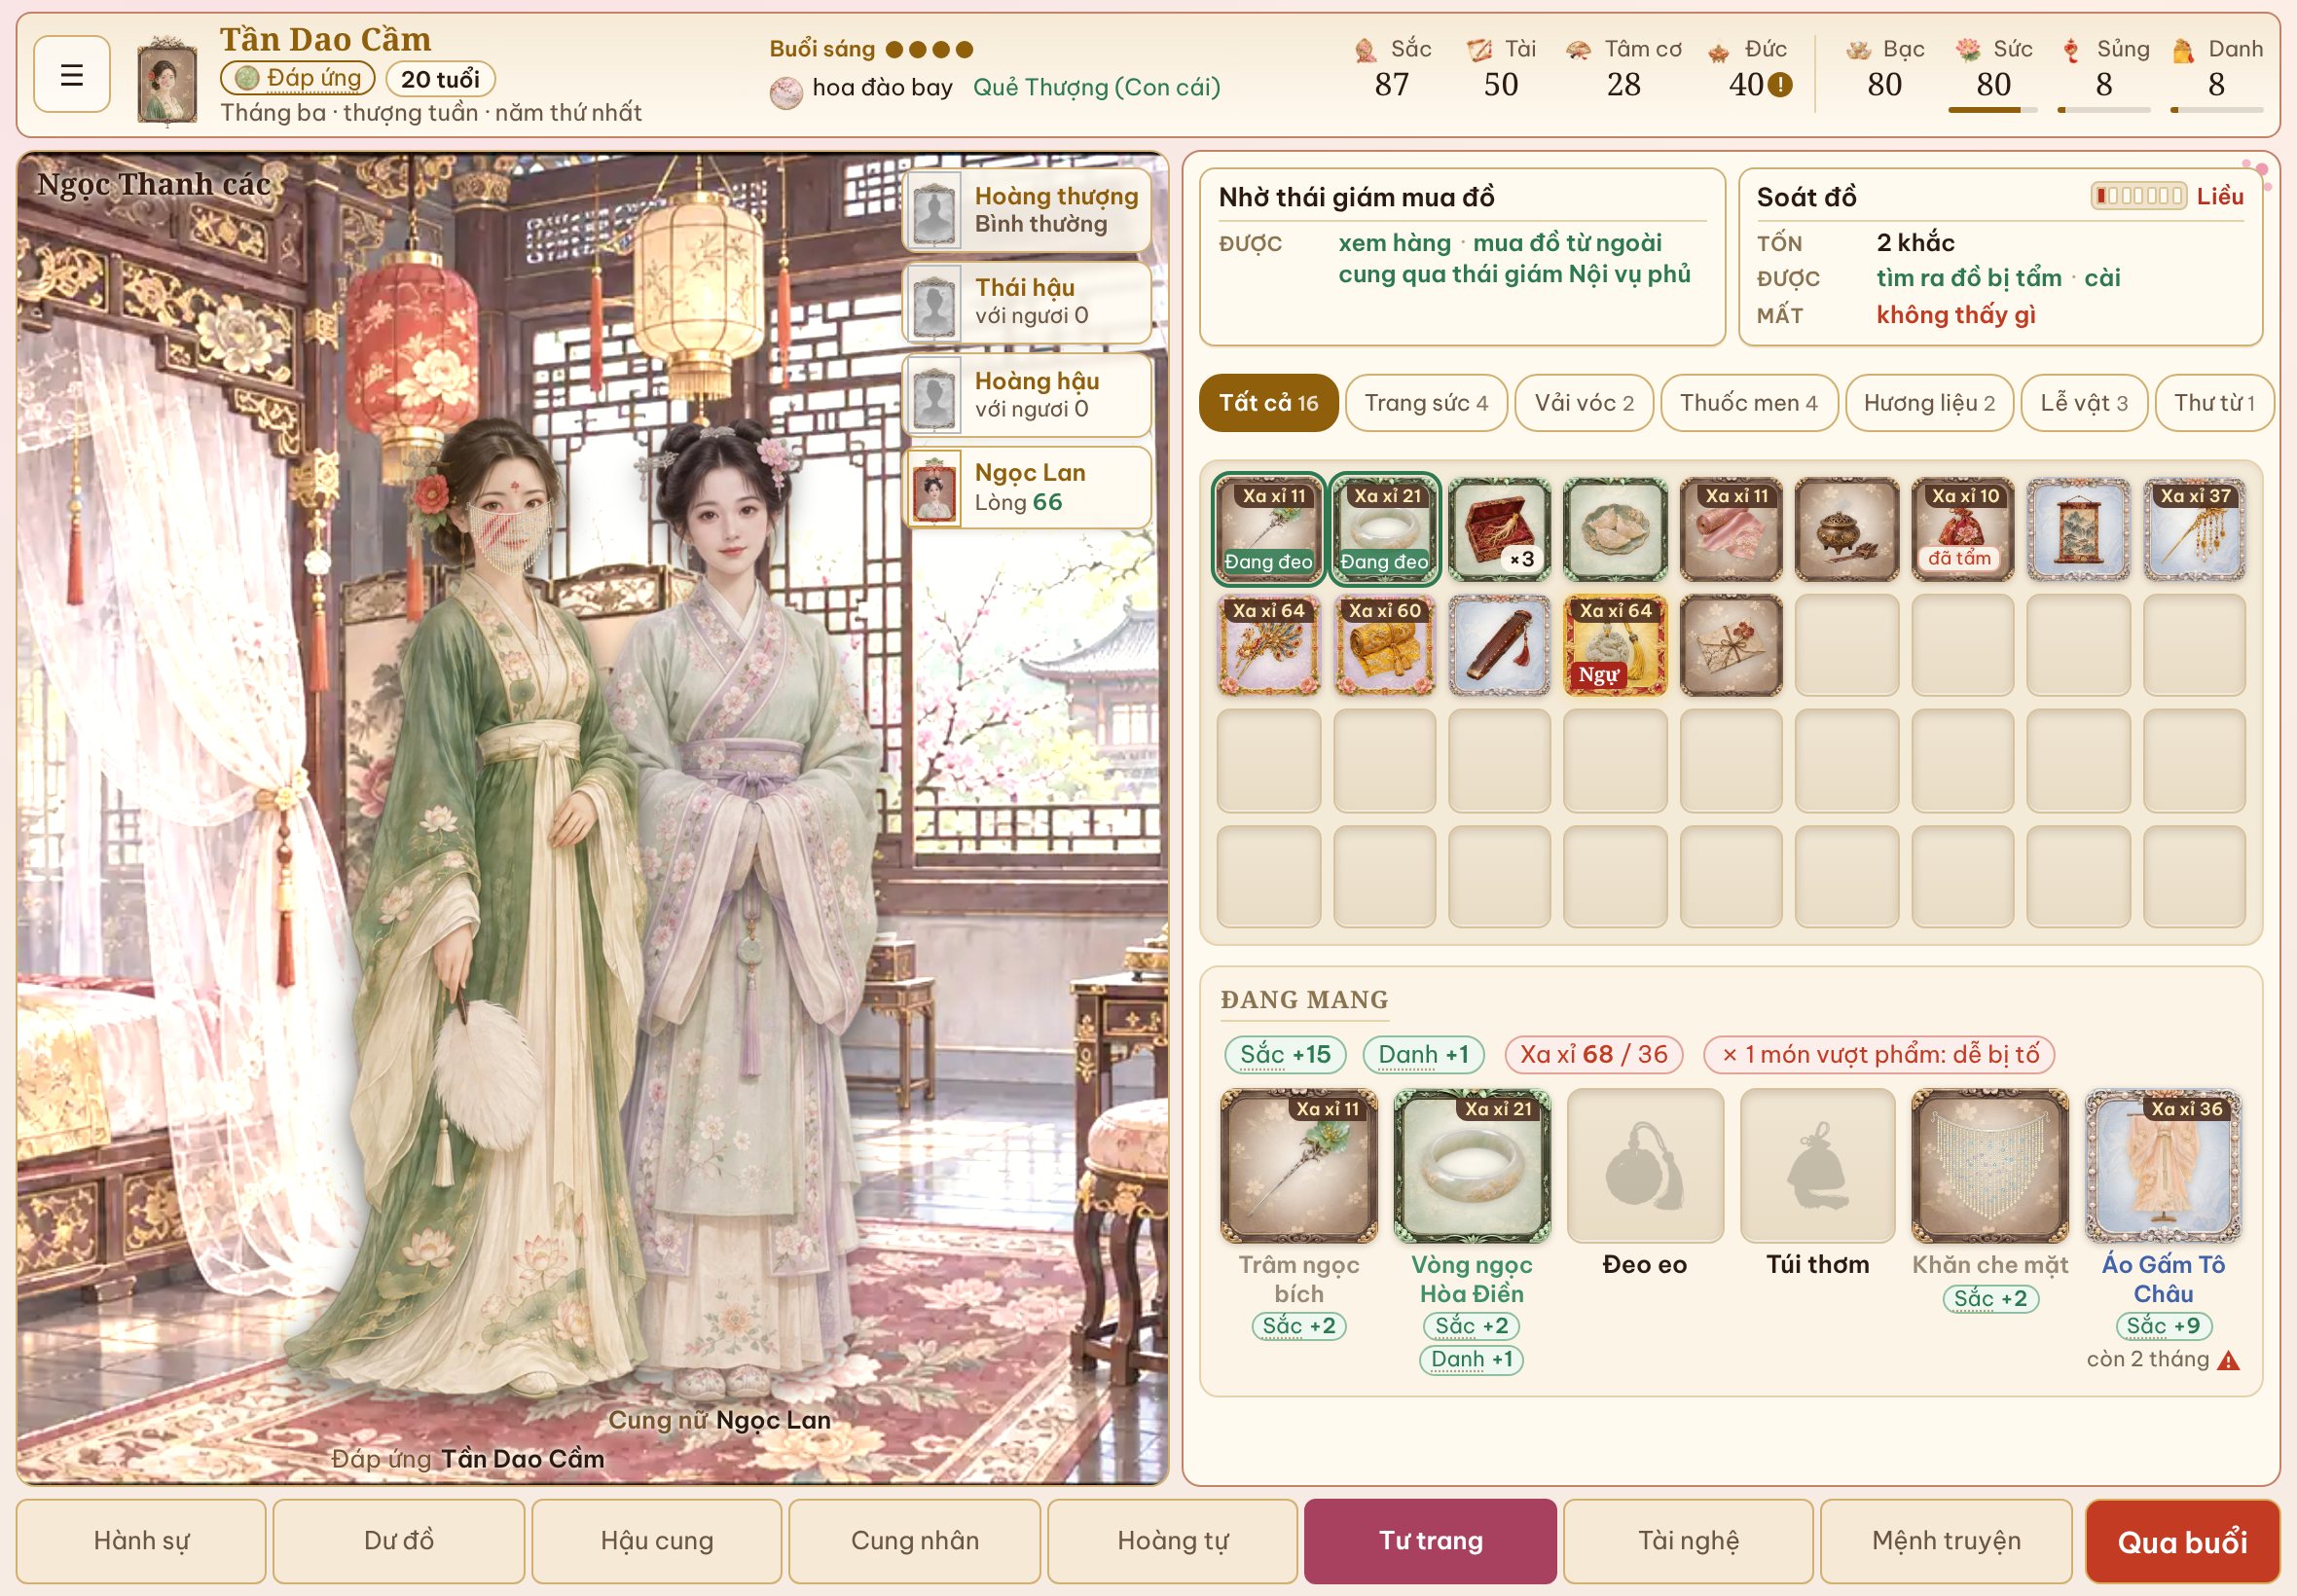 ☰
Tần Dao Cầm
Đáp ứng 20 tuổi
Tháng ba · thượng tuần · năm thứ nhất
Buổi sáng
hoa đào bay Quẻ Thượng (Con cái)
Sắc 87
Tài 50
Tâm cơ 28
Đức 40 !
Bạc 80
Sức 80
Sủng 8
Danh 8
Ngọc Thanh các
Hoàng thượng
Bình thường
Thái hậu
với ngươi 0
Hoàng hậu
với ngươi 0
Ngọc Lan
Lòng 66
Cung nữ Ngọc Lan
Đáp ứng Tần Dao Cầm
Nhờ thái giám mua đồ
ĐƯỢC xem hàng · mua đồ từ ngoài
cung qua thái giám Nội vụ phủ
Soát đồ Liều
TỐN 2 khắc
ĐƯỢC tìm ra đồ bị tẩm · cài
MẤT không thấy gì
Tất cả 16 Trang sức 4 Vải vóc 2 Thuốc men 4 Hương liệu 2 Lễ vật 3 Thư từ 1
Xa xỉ 11 Xa xỉ 21 Xa xỉ 11 Xa xỉ 10 Xa xỉ 37
Đang đeo Đang đeo ×3 đã tẩm
Xa xỉ 64 Xa xỉ 60 Xa xỉ 64
Ngự
ĐANG MANG
Sắc +15 Danh +1 Xa xỉ 68 / 36 × 1 món vượt phẩm: dễ bị tố
Xa xỉ 11 Xa xỉ 21 Xa xỉ 36
Trâm ngọc
bích
Sắc +2
Vòng ngọc
Hòa Điền
Sắc +2
Danh +1
Đeo eo
Túi thơm
Khăn che mặt
Sắc +2
Áo Gấm Tô
Châu
Sắc +9
còn 2 tháng
Hành sự Dư đồ Hậu cung Cung nhân Hoàng tự Tư trang Tài nghệ Mệnh truyện Qua buổi